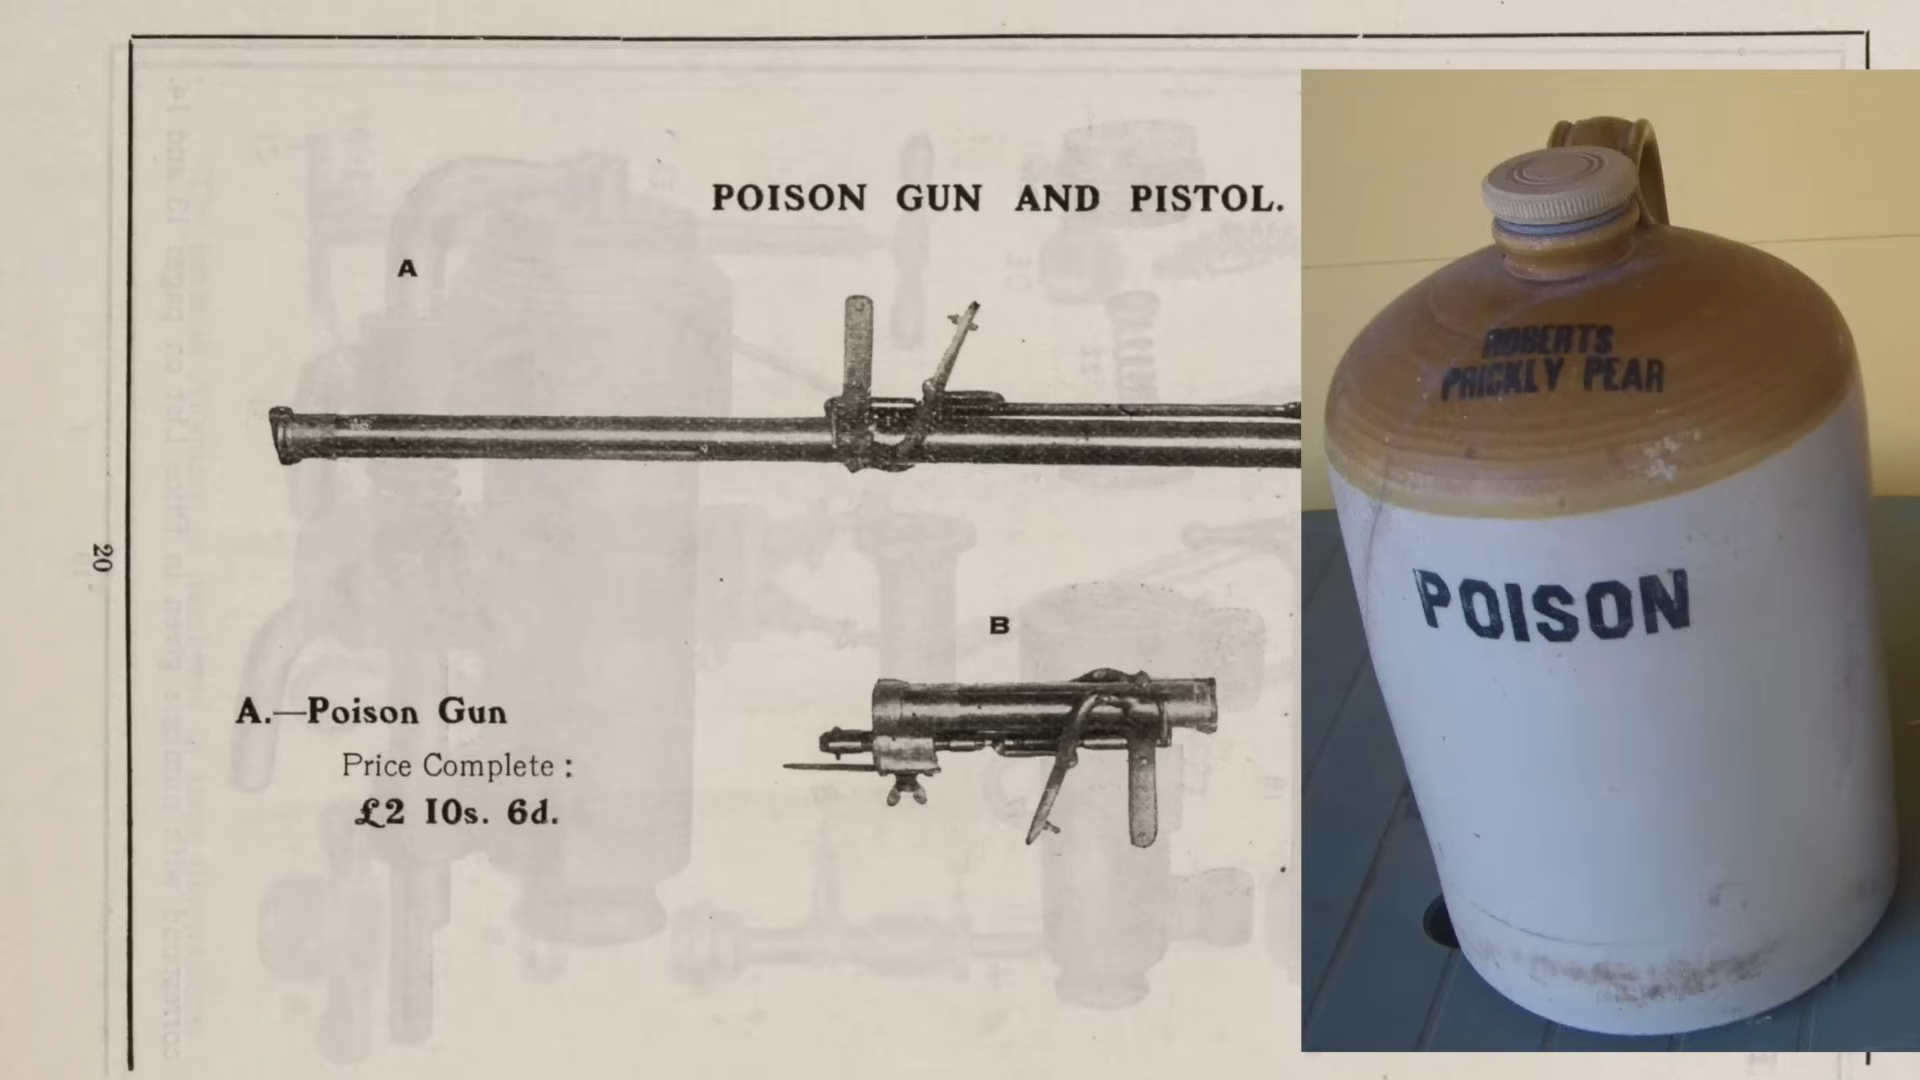 POISON GUN AND PISTOL.
A
B
A.—Poison Gun
Price Complete :
£2 10s. 6d.
20
ROBERTS
PRICKLY PEAR
POISON